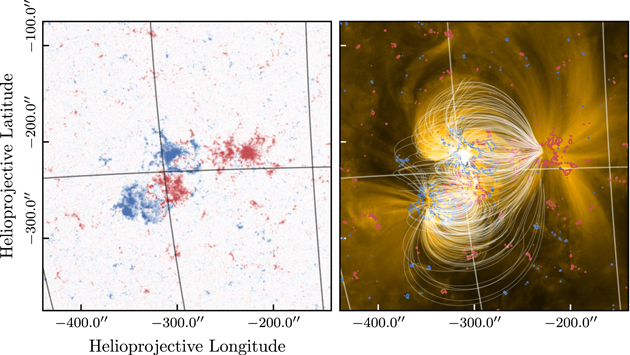 −100.0″
−200.0″
−300.0″
Helioprojective Latitude
−400.0″ −300.0″ −200.0″ −400.0″ −300.0″ −200.0″
Helioprojective Longitude